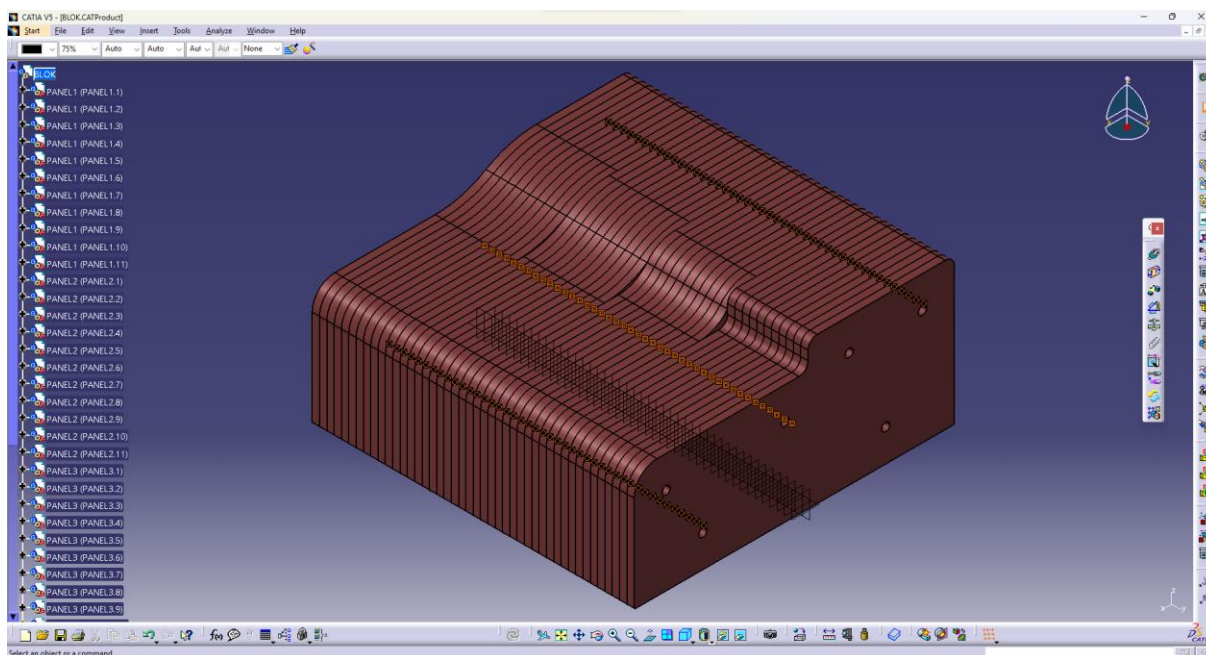 CATIA V5 - [BLOK.CATProduct]
Start File Edit View Insert Tools Analyze Window Help
75% Auto Auto Aut Aut None
BLOK
PANEL1 (PANEL1.1)
PANEL1 (PANEL1.2)
PANEL1 (PANEL1.3)
PANEL1 (PANEL1.4)
PANEL1 (PANEL1.5)
PANEL1 (PANEL1.6)
PANEL1 (PANEL1.7)
PANEL1 (PANEL1.8)
PANEL1 (PANEL1.9)
PANEL1 (PANEL1.10)
PANEL1 (PANEL1.11)
PANEL2 (PANEL2.1)
PANEL2 (PANEL2.2)
PANEL2 (PANEL2.3)
PANEL2 (PANEL2.4)
PANEL2 (PANEL2.5)
PANEL2 (PANEL2.6)
PANEL2 (PANEL2.7)
PANEL2 (PANEL2.8)
PANEL2 (PANEL2.9)
PANEL2 (PANEL2.10)
PANEL2 (PANEL2.11)
PANEL3 (PANEL3.1)
PANEL3 (PANEL3.2)
PANEL3 (PANEL3.3)
PANEL3 (PANEL3.4)
PANEL3 (PANEL3.5)
PANEL3 (PANEL3.6)
PANEL3 (PANEL3.7)
PANEL3 (PANEL3.8)
PANEL3 (PANEL3.9)
f(x)
Select an object or a command